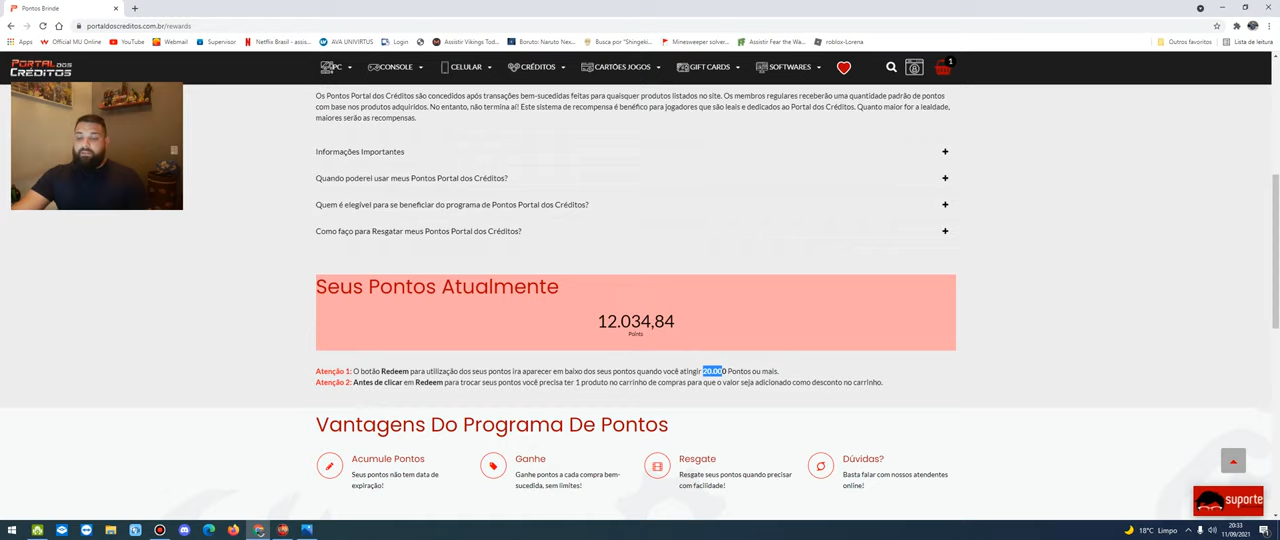 Pontos Brinde
portaldoscreditos.com.br/rewards
Apps
Official MU Online
YouTube
Webmail
Supervisor
Netflix Brasil - assis...
AVA UNIVIRTUS
Login
Assistir Vikings Tod...
Boruto: Naruto Nex...
Busca por "Shingeki...
Minesweeper solver...
Assistir Fear the Wa...
roblox-Lorena
Outros favoritos
Lista de leitura
PORTAL DOS CRÉDITOS
PC
CONSOLE
CELULAR
CRÉDITOS
CARTÕES JOGOS
GIFT CARDS
SOFTWARES
1
Os Pontos Portal dos Créditos são concedidos após transações bem-sucedidas feitas para quaisquer produtos listados no site. Os membros regulares receberão uma quantidade padrão de pontos
com base nos produtos adquiridos. No entanto, não termina aí! Este sistema de recompensa é benéfico para jogadores que são leais e dedicados ao Portal dos Créditos. Quanto maior for a lealdade,
maiores serão as recompensas.
Informações Importantes
Quando poderei usar meus Pontos Portal dos Créditos?
Quem é elegível para se beneficiar do programa de Pontos Portal dos Créditos?
Como faço para Resgatar meus Pontos Portal dos Créditos?
Seus Pontos Atualmente
12.034,84
Points
Atenção 1: O botão Redeem para utilização dos seus pontos ira aparecer em baixo dos seus pontos quando você atingir 20.000 Pontos ou mais.
Atenção 2: Antes de clicar em Redeem para trocar seus pontos você precisa ter 1 produto no carrinho de compras para que o valor seja adicionado como desconto no carrinho.
Vantagens Do Programa De Pontos
Acumule Pontos
Seus pontos não tem data de
expiração!
Ganhe
Ganhe pontos a cada compra bem-
sucedida, sem limites!
Resgate
Resgate seus pontos quando precisar
com facilidade!
Dúvidas?
Basta falar com nossos atendentes
online!
suporte
18°C Limpo
20:33
11/09/2021